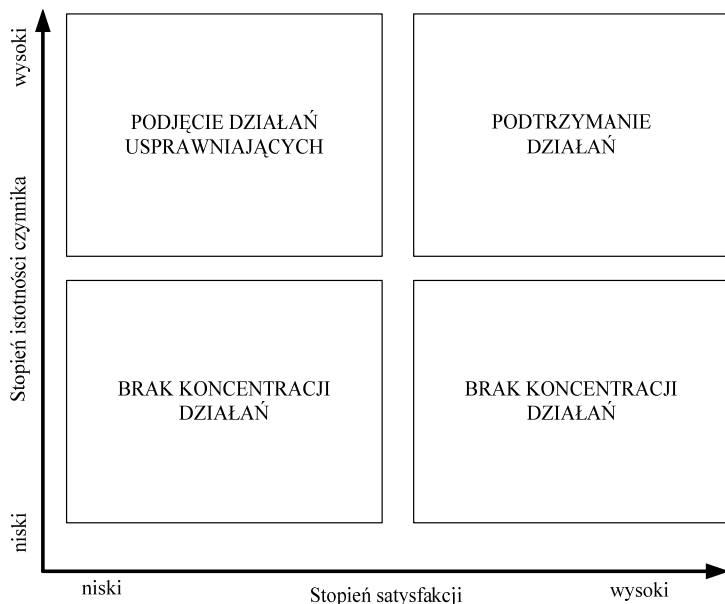 wysoki
PODJĘCIE DZIAŁAŃ
USPRAWNIAJĄCYCH
PODTRZYMANIE
DZIAŁAŃ
Stopień istotności czynnika
BRAK KONCENTRACJI
DZIAŁAŃ
BRAK KONCENTRACJI
DZIAŁAŃ
niski
niski
Stopień satysfakcji
wysoki